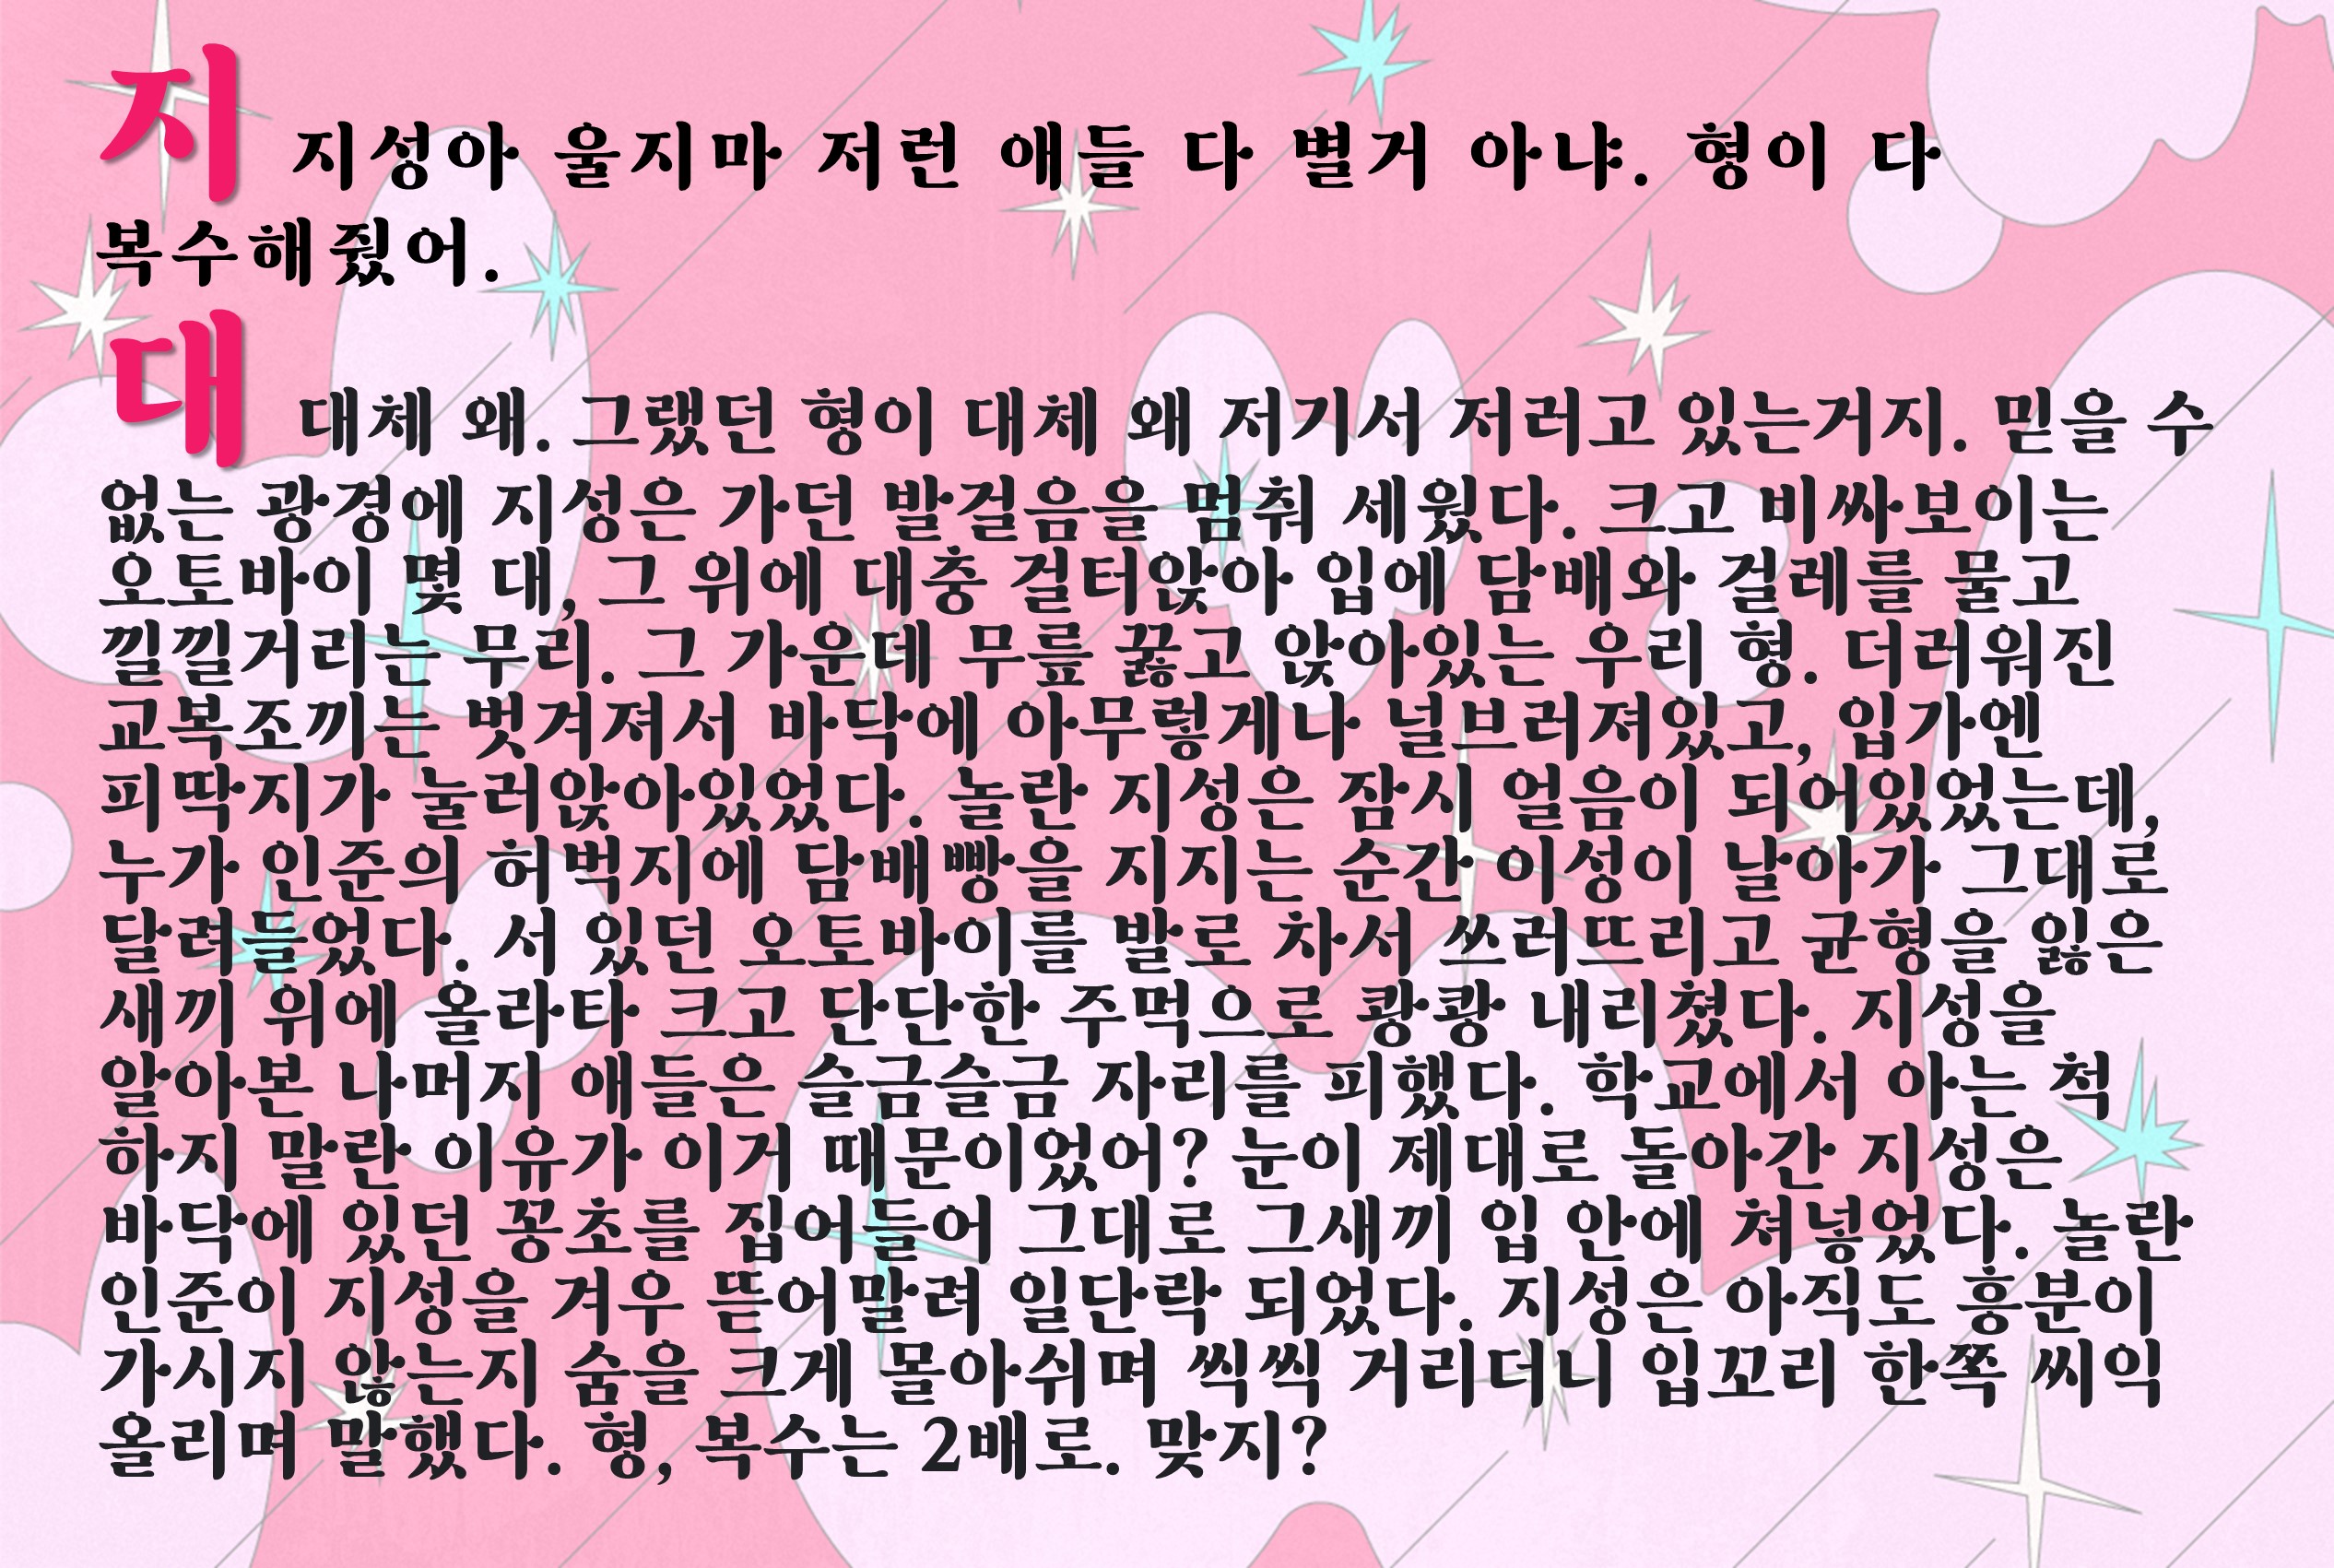 지 지성아 울지마 저런 애들 다 별거 아냐. 형이 다
복수해줬어.
대 대체 왜. 그랬던 형이 대체 왜 저기서 저러고 있는거지. 믿을 수
없는 광경에 지성은 가던 발걸음을 멈춰 세웠다. 크고 비싸보이는
오토바이 몇 대, 그 위에 대충 걸터앉아 입에 담배와 걸레를 물고
낄낄거리는 무리. 그 가운데 무릎 꿇고 앉아있는 우리 형. 더러워진
교복조끼는 벗겨져서 바닥에 아무렇게나 널브러져있고, 입가엔
피딱지가 눌러앉아있었다. 놀란 지성은 잠시 얼음이 되어있었는데,
누가 인준의 허벅지에 담배빵을 지지는 순간 이성이 날아가 그대로
달려들었다. 서 있던 오토바이를 발로 차서 쓰러뜨리고 균형을 잃은
새끼 위에 올라타 크고 단단한 주먹으로 쾅쾅 내리쳤다. 지성을
알아본 나머지 애들은 슬금슬금 자리를 피했다. 학교에서 아는 척
하지 말란 이유가 이거 때문이었어? 눈이 제대로 돌아간 지성은
바닥에 있던 꽁초를 집어들어 그대로 그새끼 입 안에 쳐넣었다. 놀란
인준이 지성을 겨우 뜯어말려 일단락 되었다. 지성은 아직도 흥분이
가시지 않는지 숨을 크게 몰아쉬며 씩씩 거리더니 입꼬리 한쪽 씨익
올리며 말했다. 형, 복수는 2배로. 맞지?